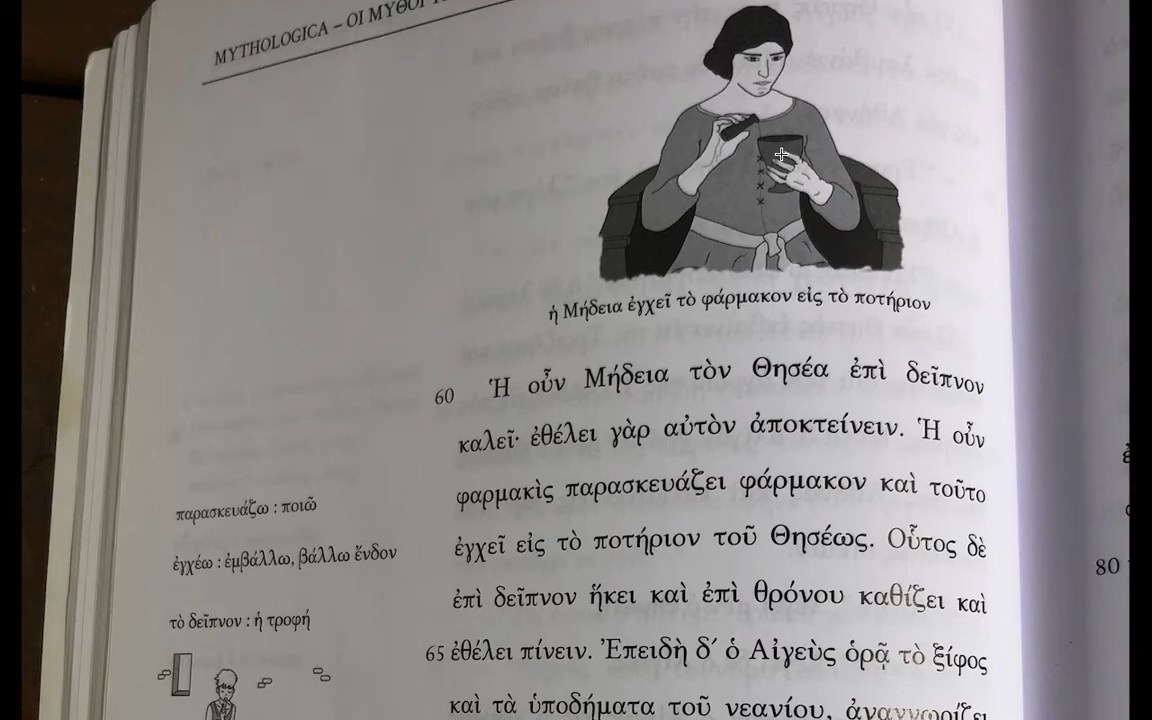 MYTHOLOGICA – ΟΙ ΜΥΘΟΙ
ἡ Μήδεια ἐγχεῖ τὸ φάρμακον εἰς τὸ ποτήριον
60 Ἡ οὖν Μήδεια τὸν Θησέα ἐπὶ δεῖπνον
καλεῖ· ἐθέλει γὰρ αὐτὸν ἀποκτείνειν. Ἡ οὖν
φαρμακὶς παρασκευάζει φάρμακον καὶ τοῦτο
ἐγχεῖ εἰς τὸ ποτήριον τοῦ Θησέως. Οὗτος δὲ
ἐπὶ δεῖπνον ἥκει καὶ ἐπὶ θρόνου καθίζει καὶ
65 ἐθέλει πίνειν. Ἐπειδὴ δ’ ὁ Αἰγεὺς ὁρᾷ τὸ ξίφος
καὶ τὰ ὑποδήματα τοῦ νεανίου, ἀναγνωρίζει
παρασκευάζω : ποιῶ
ἐγχέω : ἐμβάλλω, βάλλω ἔνδον
τὸ δεῖπνον : ἡ τροφή
80